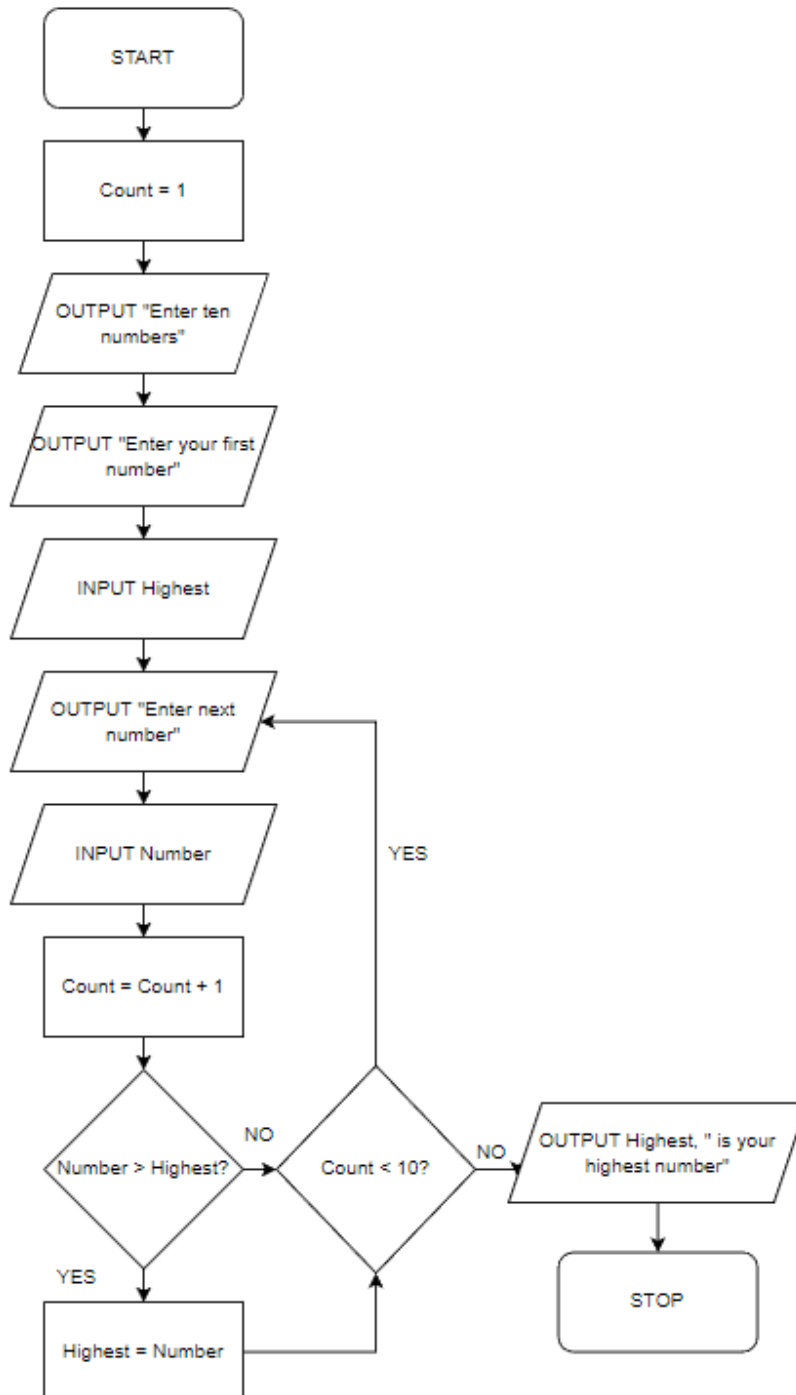 START
Count = 1
OUTPUT "Enter ten
numbers"
OUTPUT "Enter your first
number"
INPUT Highest
OUTPUT "Enter next
number"
INPUT Number
YES
Count = Count + 1
Number > Highest?
NO
Count < 10?
NO
OUTPUT Highest, " is your
highest number"
YES
Highest = Number
STOP